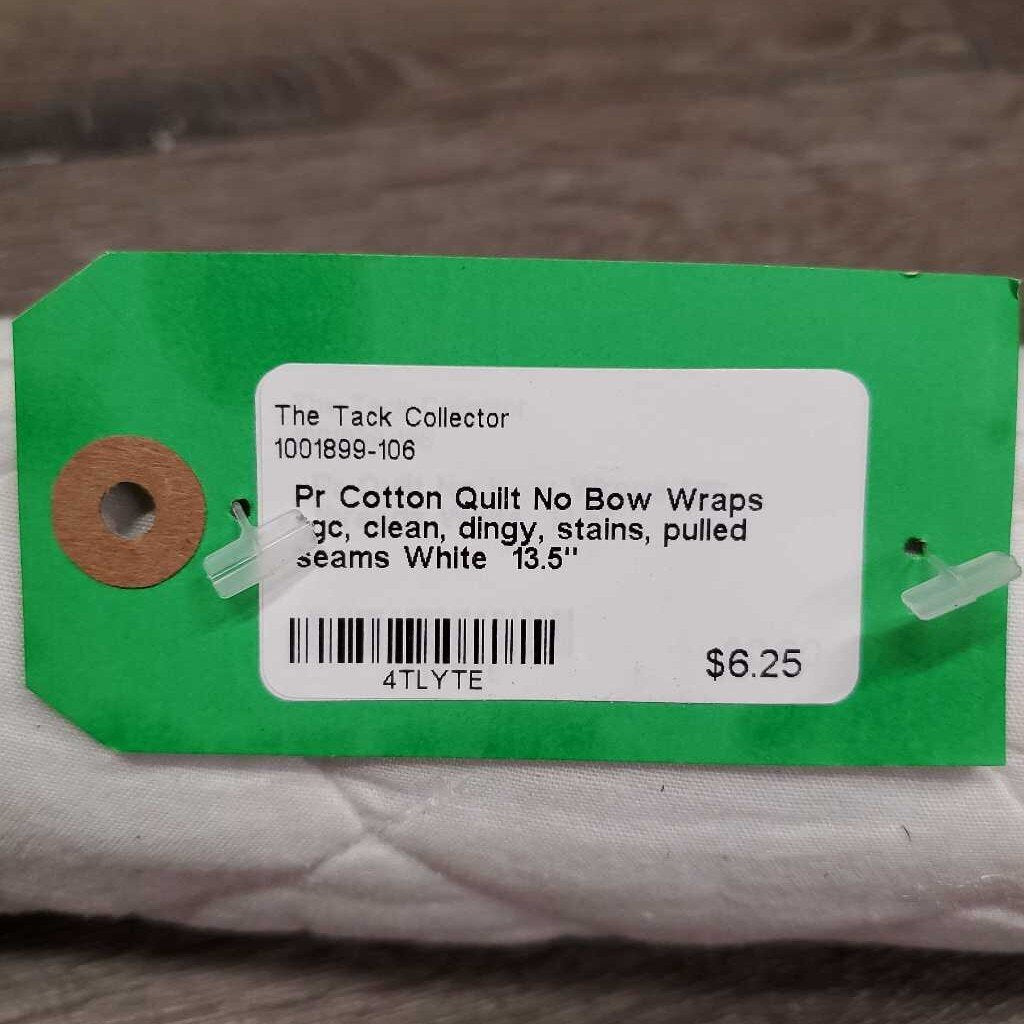 The Tack Collector
1001899-106
Pr Cotton Quilt No Bow Wraps
gc, clean, dingy, stains, pulled
seams White 13.5"
4TLYTE
$6.25